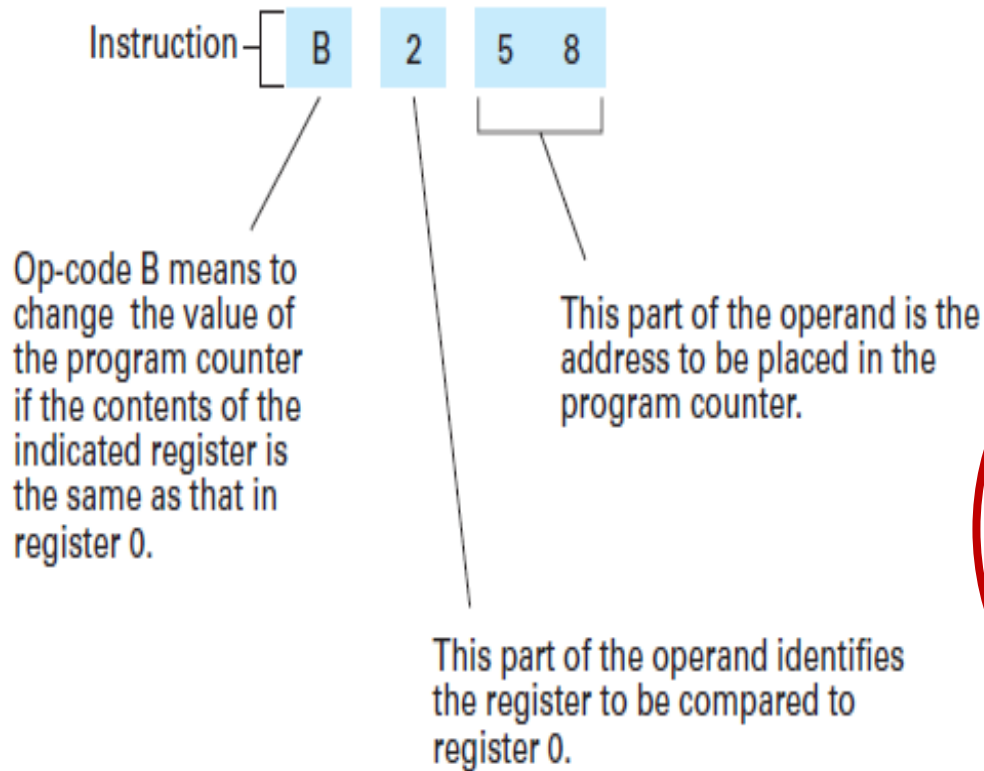 Instruction B 2 5 8
Op-code B means to
change the value of
the program counter
if the contents of the
indicated register is
the same as that in
register 0.
This part of the operand is the
address to be placed in the
program counter.
This part of the operand identifies
the register to be compared to
register 0.